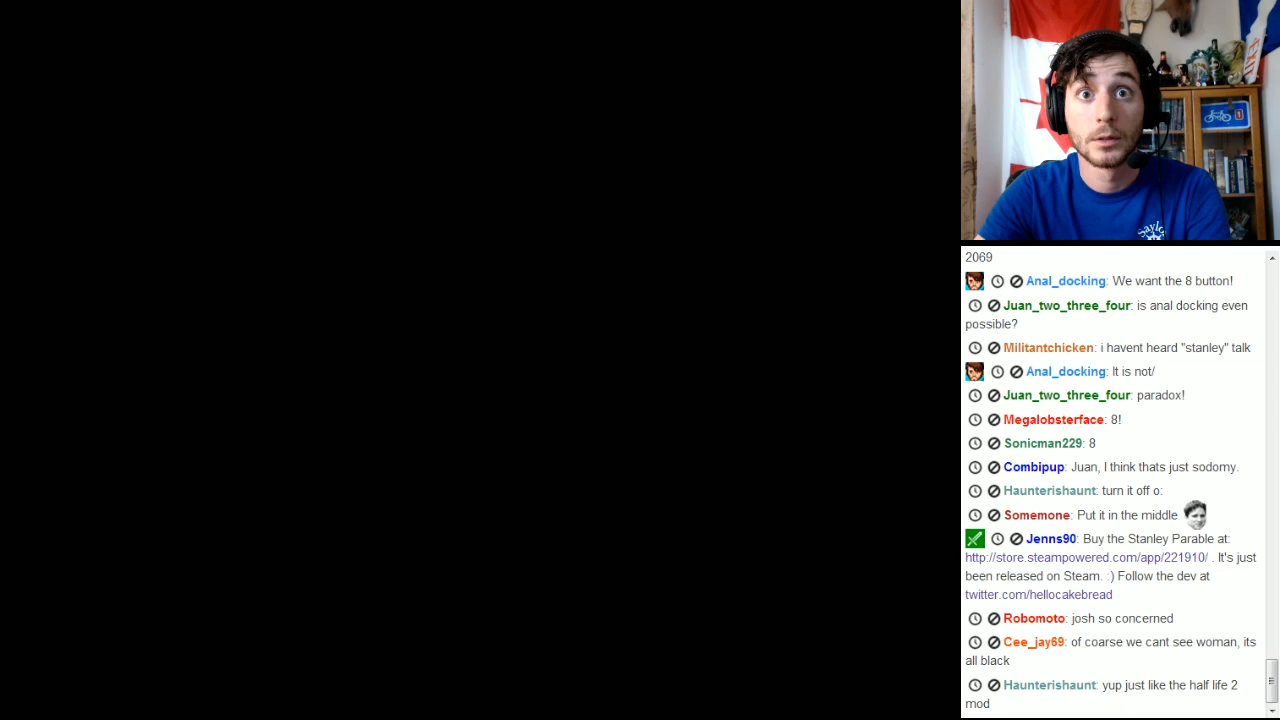 2069
Anal_docking: We want the 8 button!
Juan_two_three_four: is anal docking even
possible?
Militantchicken: i havent heard "stanley" talk
Anal_docking: It is not/
Juan_two_three_four: paradox!
Megalobsterface: 8!
Sonicman229: 8
Combipup: Juan, I think thats just sodomy.
Haunterishaunt: turn it off o:
Somemone: Put it in the middle
Jenns90: Buy the Stanley Parable at:
http://store.steampowered.com/app/221910/ . It's just
been released on Steam. :) Follow the dev at
twitter.com/hellocakebread
Robomoto: josh so concerned
Cee_jay69: of coarse we cant see woman, its
all black
Haunterishaunt: yup just like the half life 2
mod